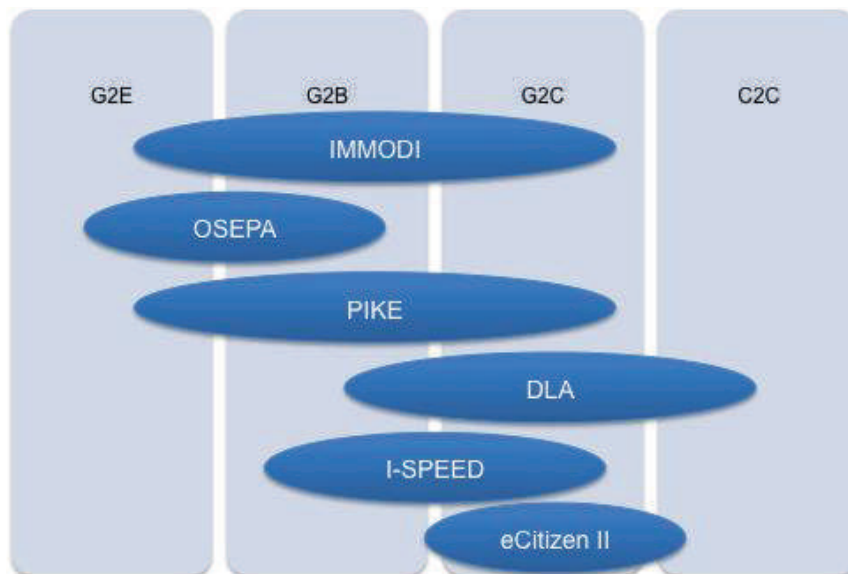 G2E G2B G2C C2C
IMMODI
OSEPA
PIKE
DLA
I-SPEED
eCitizen II